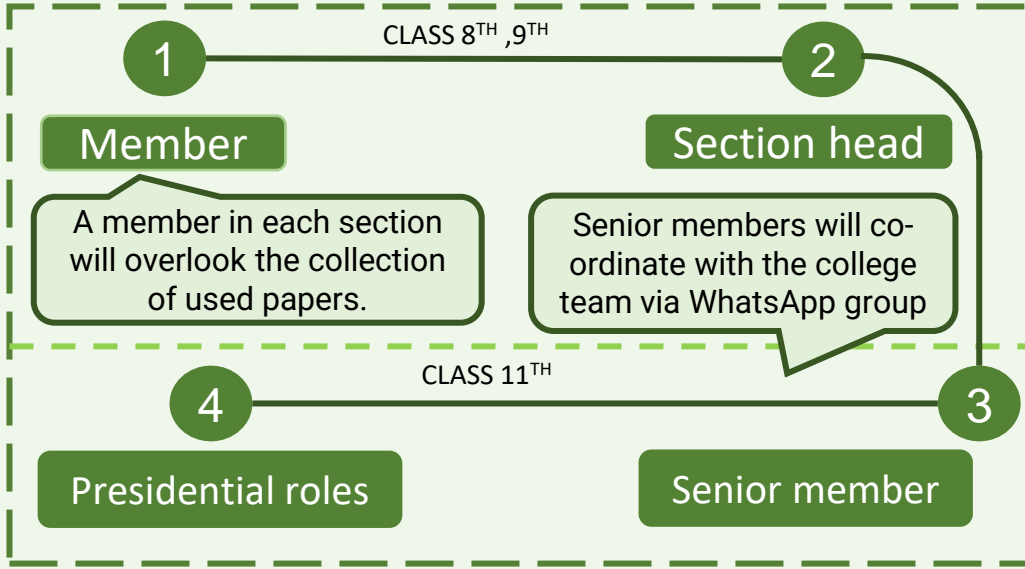 CLASS 8TH ,9TH
1
2
Member
Section head
A member in each section
will overlook the collection
of used papers.
Senior members will co-
ordinate with the college
team via WhatsApp group
CLASS 11TH
4
3
Presidential roles
Senior member